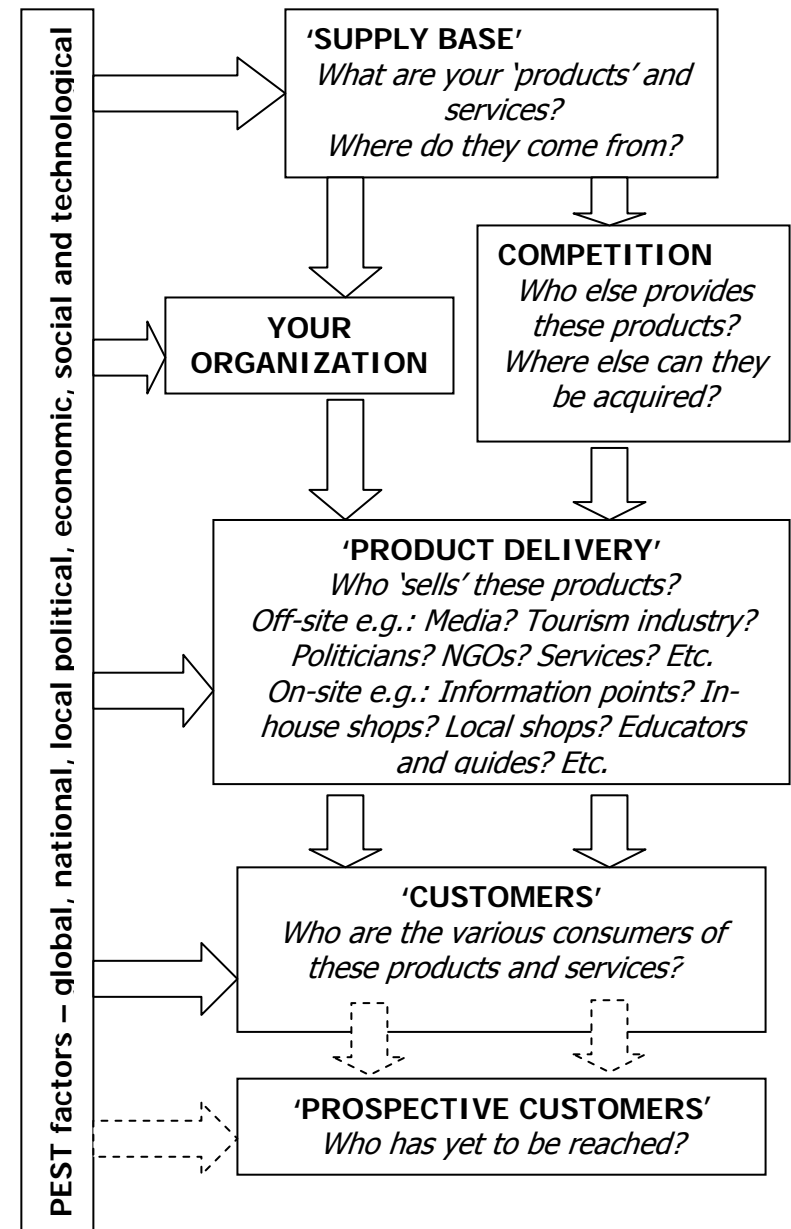 PEST factors – global, national, local political, economic, social and technological
‘SUPPLY BASE’
What are your ‘products’ and
services?
Where do they come from?
COMPETITION
Who else provides
these products?
Where else can they
be acquired?
YOUR
ORGANIZATION
‘PRODUCT DELIVERY’
Who ‘sells’ these products?
Off-site e.g.: Media? Tourism industry?
Politicians? NGOs? Services? Etc.
On-site e.g.: Information points? In-
house shops? Local shops? Educators
and guides? Etc.
‘CUSTOMERS’
Who are the various consumers of
these products and services?
‘PROSPECTIVE CUSTOMERS’
Who has yet to be reached?